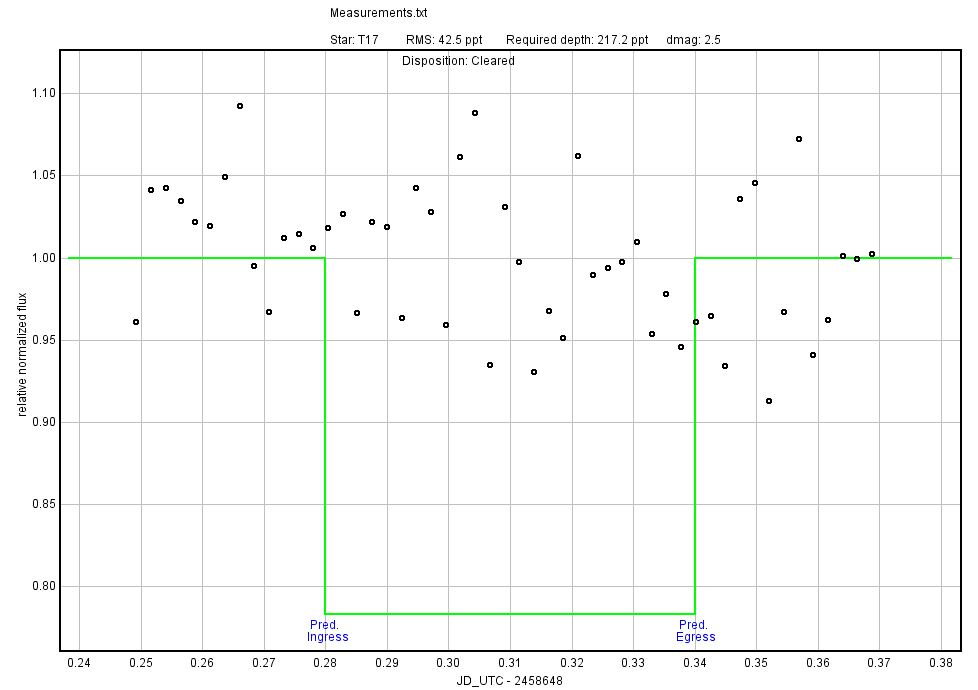 Measurements.txt
Star: T17 RMS: 42.5 ppt Required depth: 217.2 ppt dmag: 2.5
Disposition: Cleared
1.10
1.05
1.00
0.95
0.90
0.85
0.80
relative normalized flux
Pred.
Ingress
Pred.
Egress
0.24 0.25 0.26 0.27 0.28 0.29 0.30 0.31 0.32 0.33 0.34 0.35 0.36 0.37 0.38
JD_UTC - 2458648